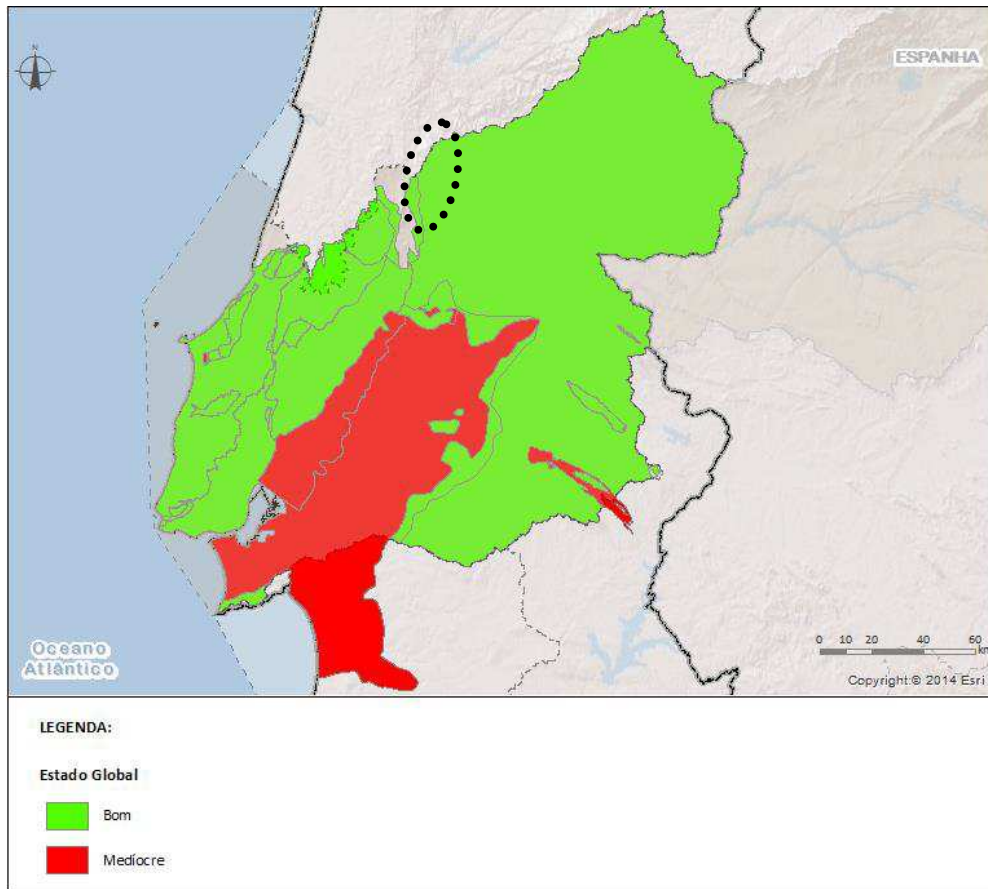 N
ESPANHA
Oceano
Atlântico
0 10 20 40 60
km
Copyright:© 2014 Esri
LEGENDA:
Estado Global
Bom
Medíocre